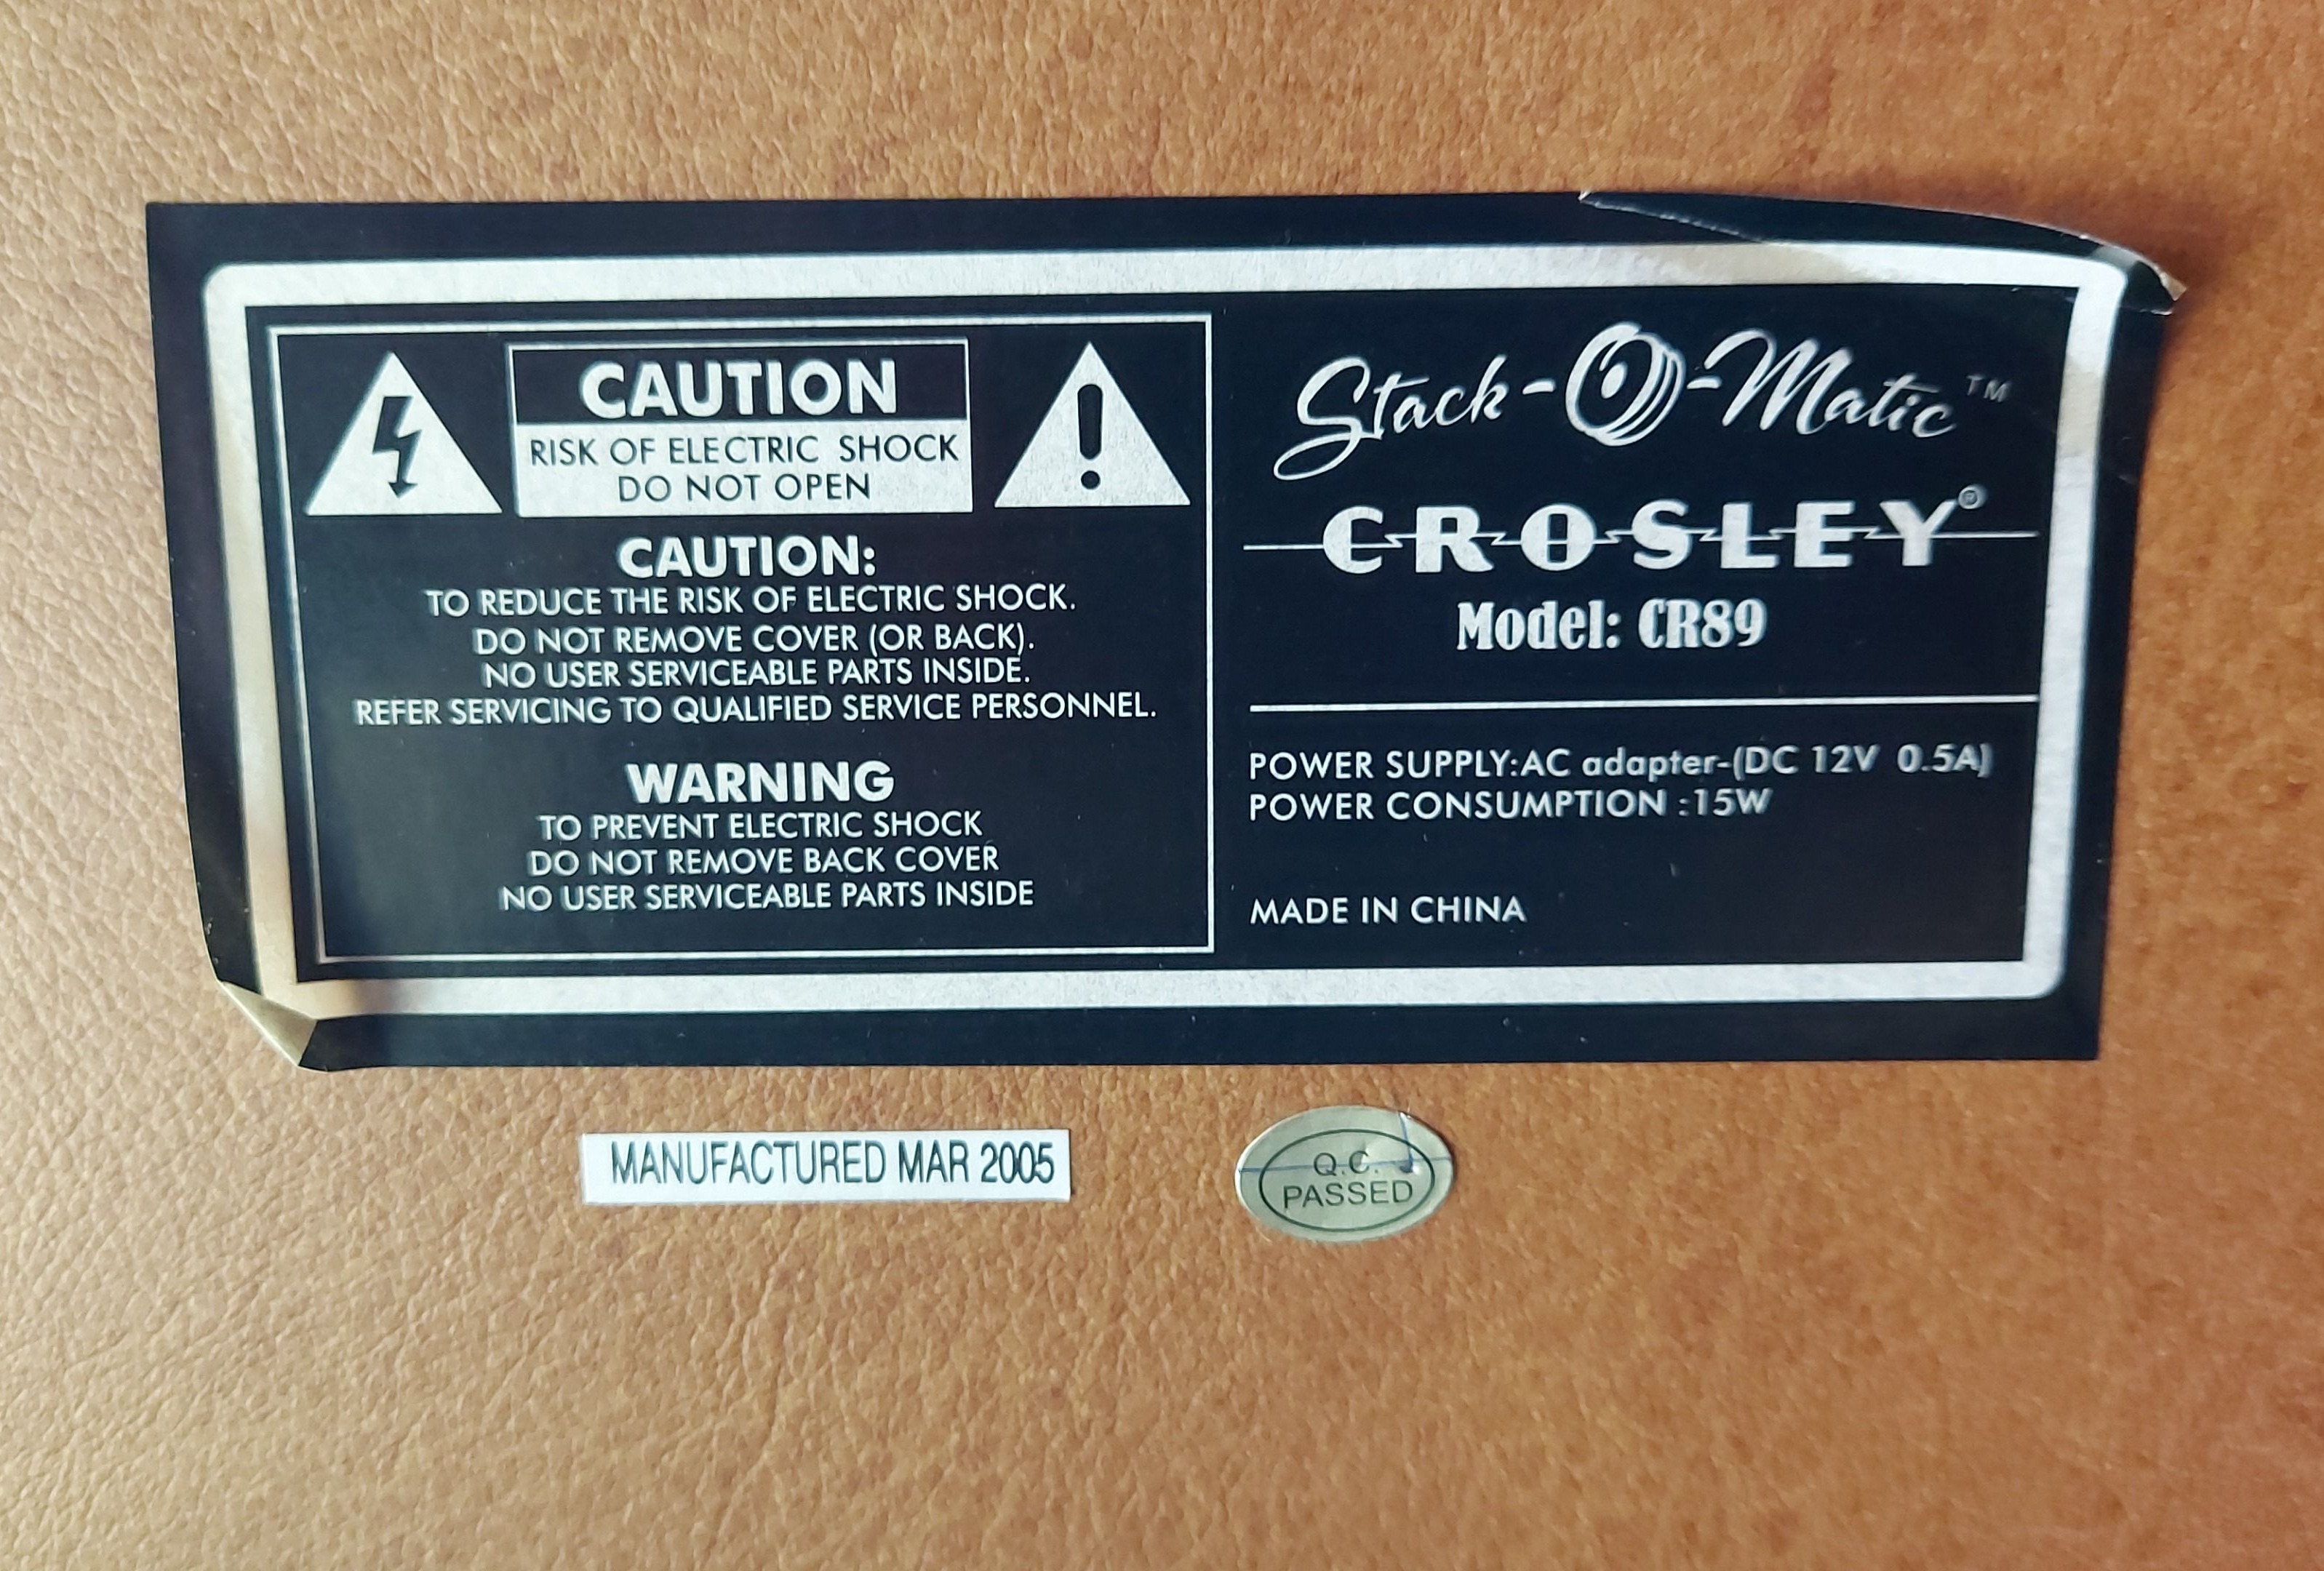 CAUTION
RISK OF ELECTRIC SHOCK
DO NOT OPEN
CAUTION:
TO REDUCE THE RISK OF ELECTRIC SHOCK.
DO NOT REMOVE COVER (OR BACK).
NO USER SERVICEABLE PARTS INSIDE.
REFER SERVICING TO QUALIFIED SERVICE PERSONNEL.
WARNING
TO PREVENT ELECTRIC SHOCK
DO NOT REMOVE BACK COVER
NO USER SERVICEABLE PARTS INSIDE
Stack-O-Matic™
CROSLEY®
Model: CR89
POWER SUPPLY:AC adapter-(DC 12V 0.5A)
POWER CONSUMPTION :15W
MADE IN CHINA
MANUFACTURED MAR 2005
Q.C.
PASSED